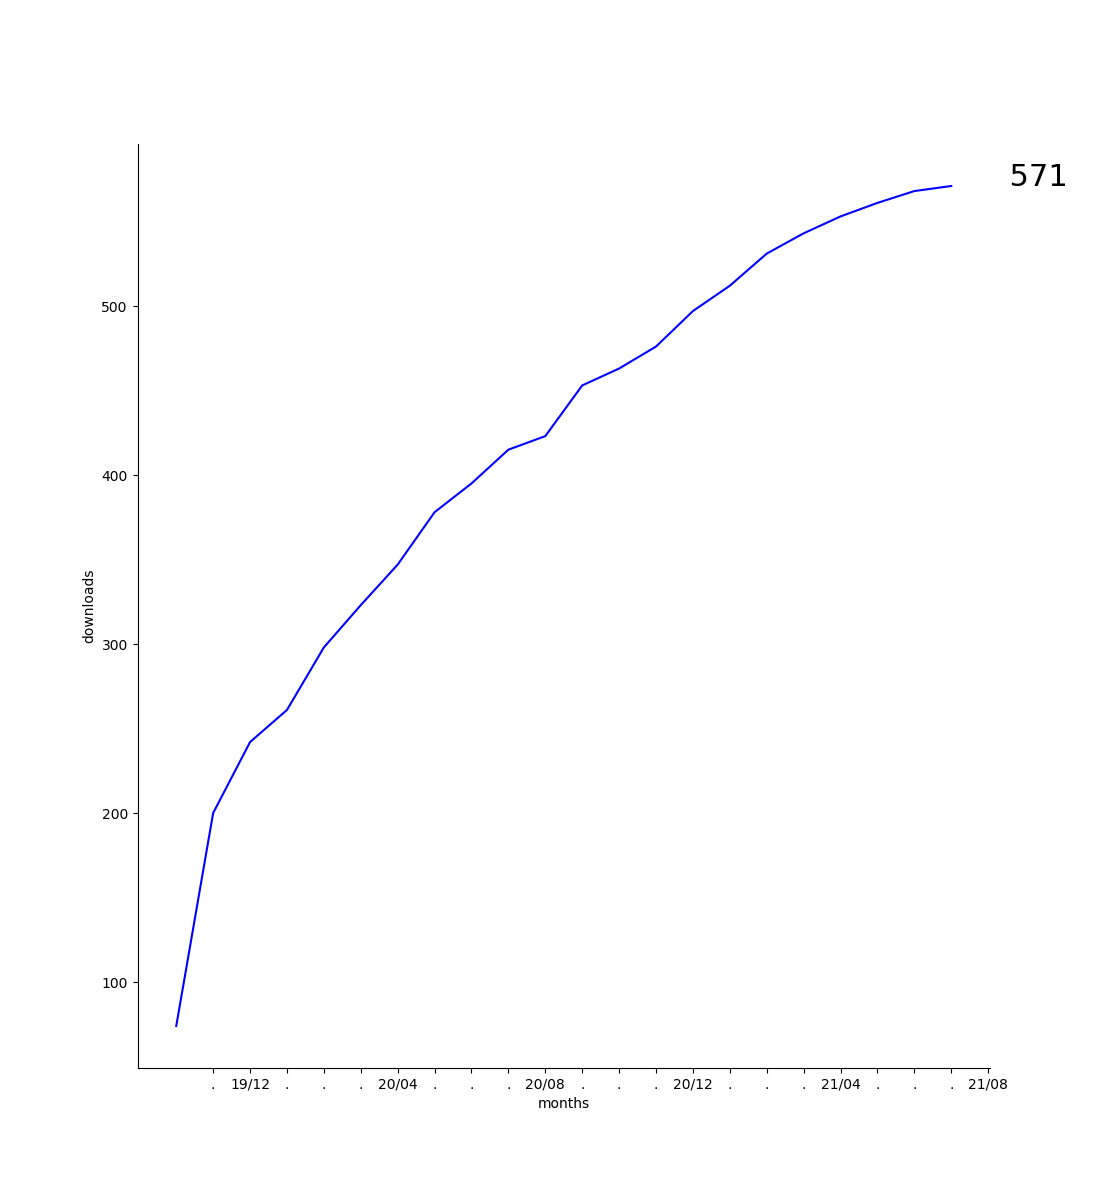 571
500
400
300
200
100
downloads
. 19/12 . . . 20/04 . . . 20/08 . . . 20/12 . . . 21/04 . . . 21/08
months